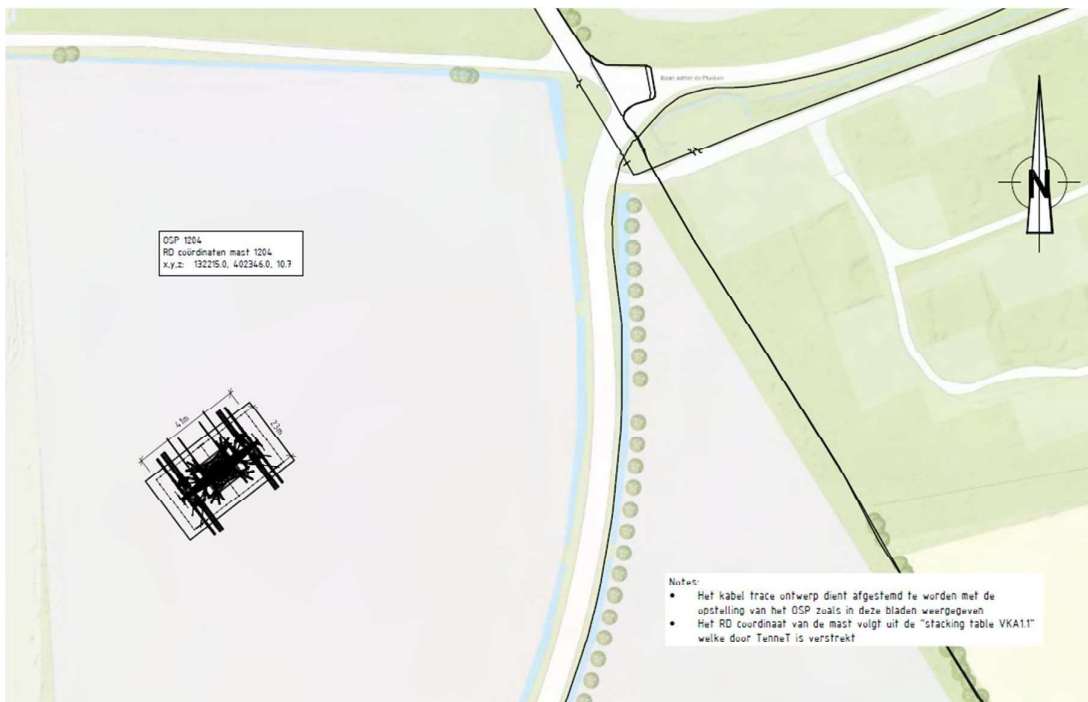 OSP 1204
RD coördinaten mast 1204
x,y,z: 132215.0, 402346.0, 10.7
41m
23m
N
Notes:
• Het kabel trace ontwerp dient afgestemd te worden met de
opstelling van het OSP zoals in deze bladen weergegeven
• Het RD coordinaat van de mast volgt uit de "stacking table VKA1.1"
welke door TenneT is verstrekt